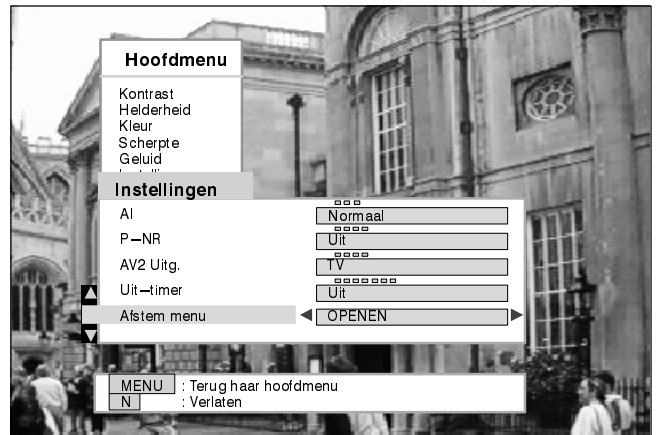 Hoofdmenu
Kontrast
Helderheid
Kleur
Scherpte
Geluid
Instellingen
AI Normaal
P—NR Uit
AV2 Uitg. TV
Uit—timer Uit
Afstem menu OPENEN
MENU : Terug haar hoofdmenu
N : Verlaten